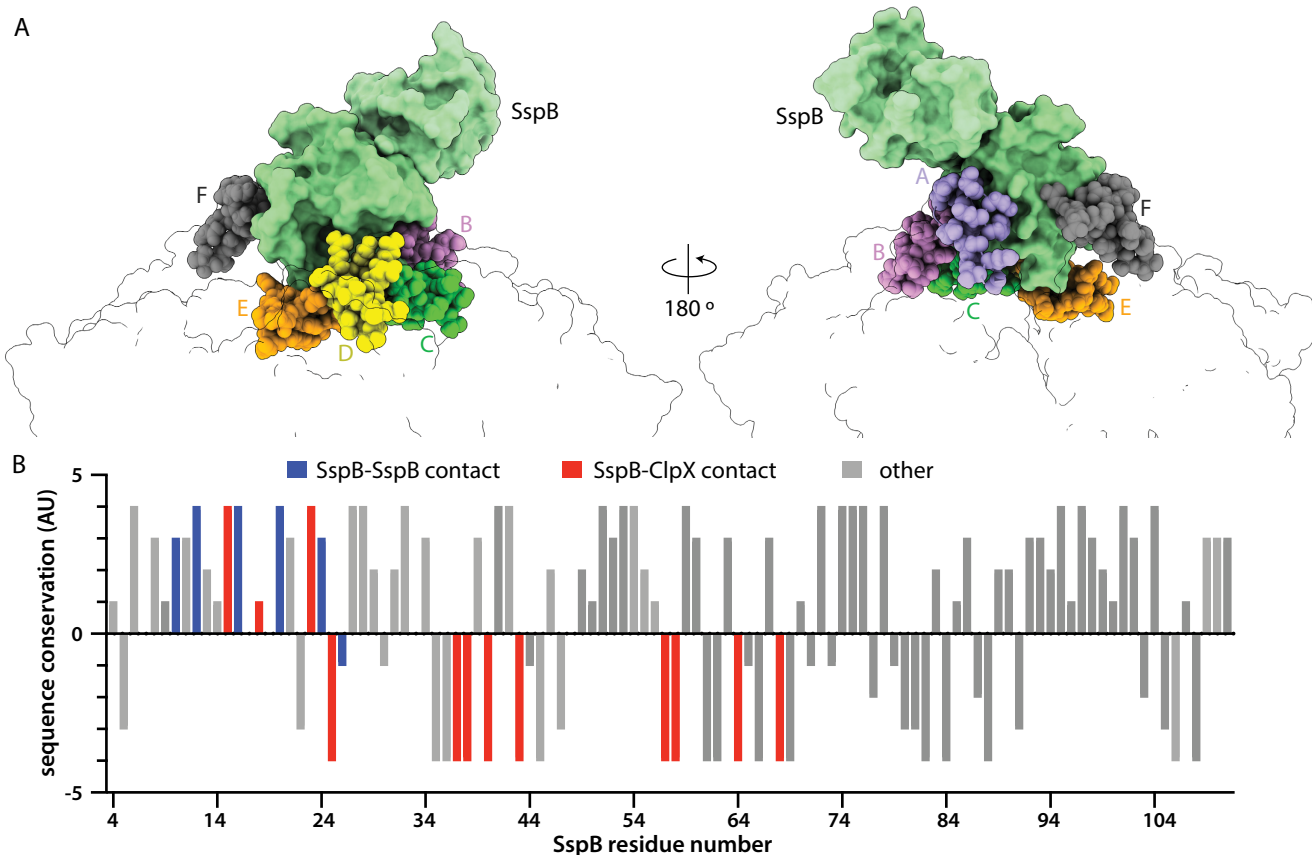 A
SspB
SspB
F
B
E
D
C
A
B
C
F
E
180 o
B
SspB-SspB contact
SspB-ClpX contact
other
sequence conservation (AU)
5
0
-5
4
14
24
34
44
54
64
74
84
94
104
SspB residue number